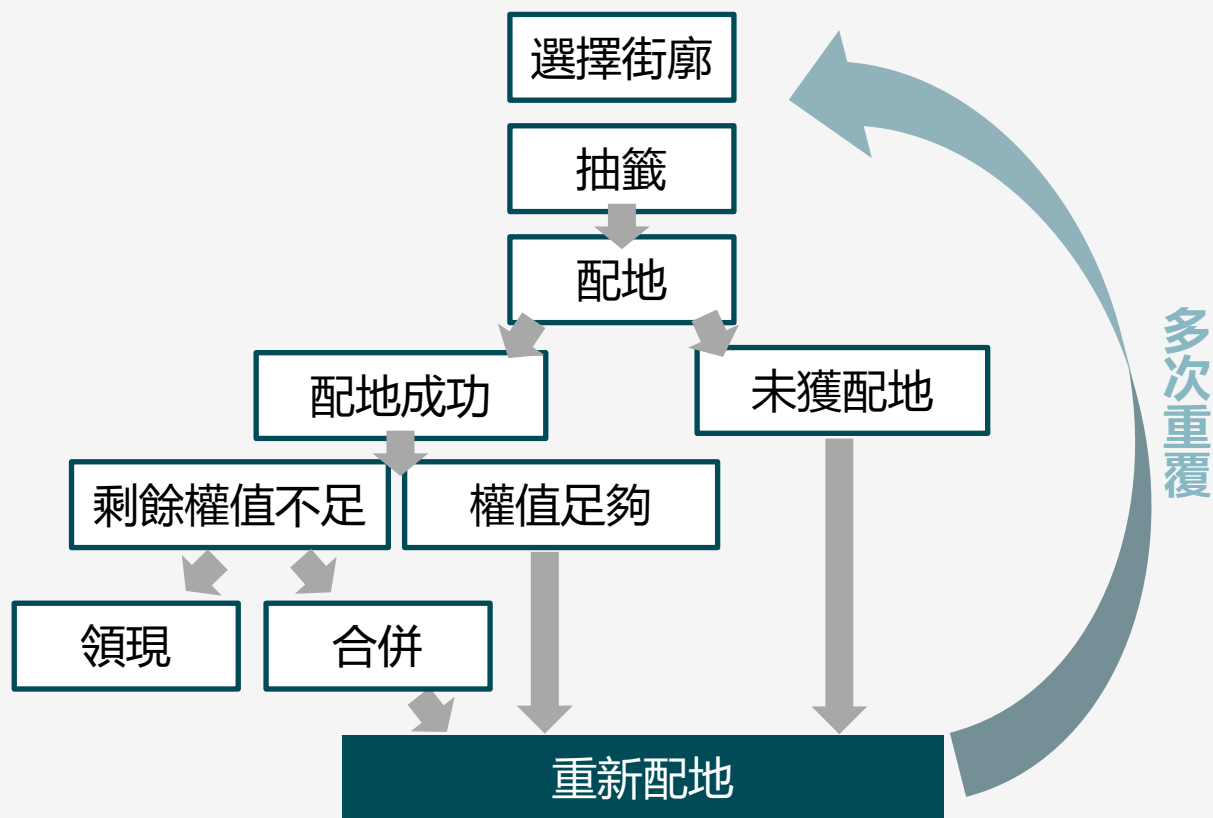 選擇街廓
抽籤
配地
配地成功
未獲配地
剩餘權值不足
權值足夠
領現
合併
重新配地
多次重覆